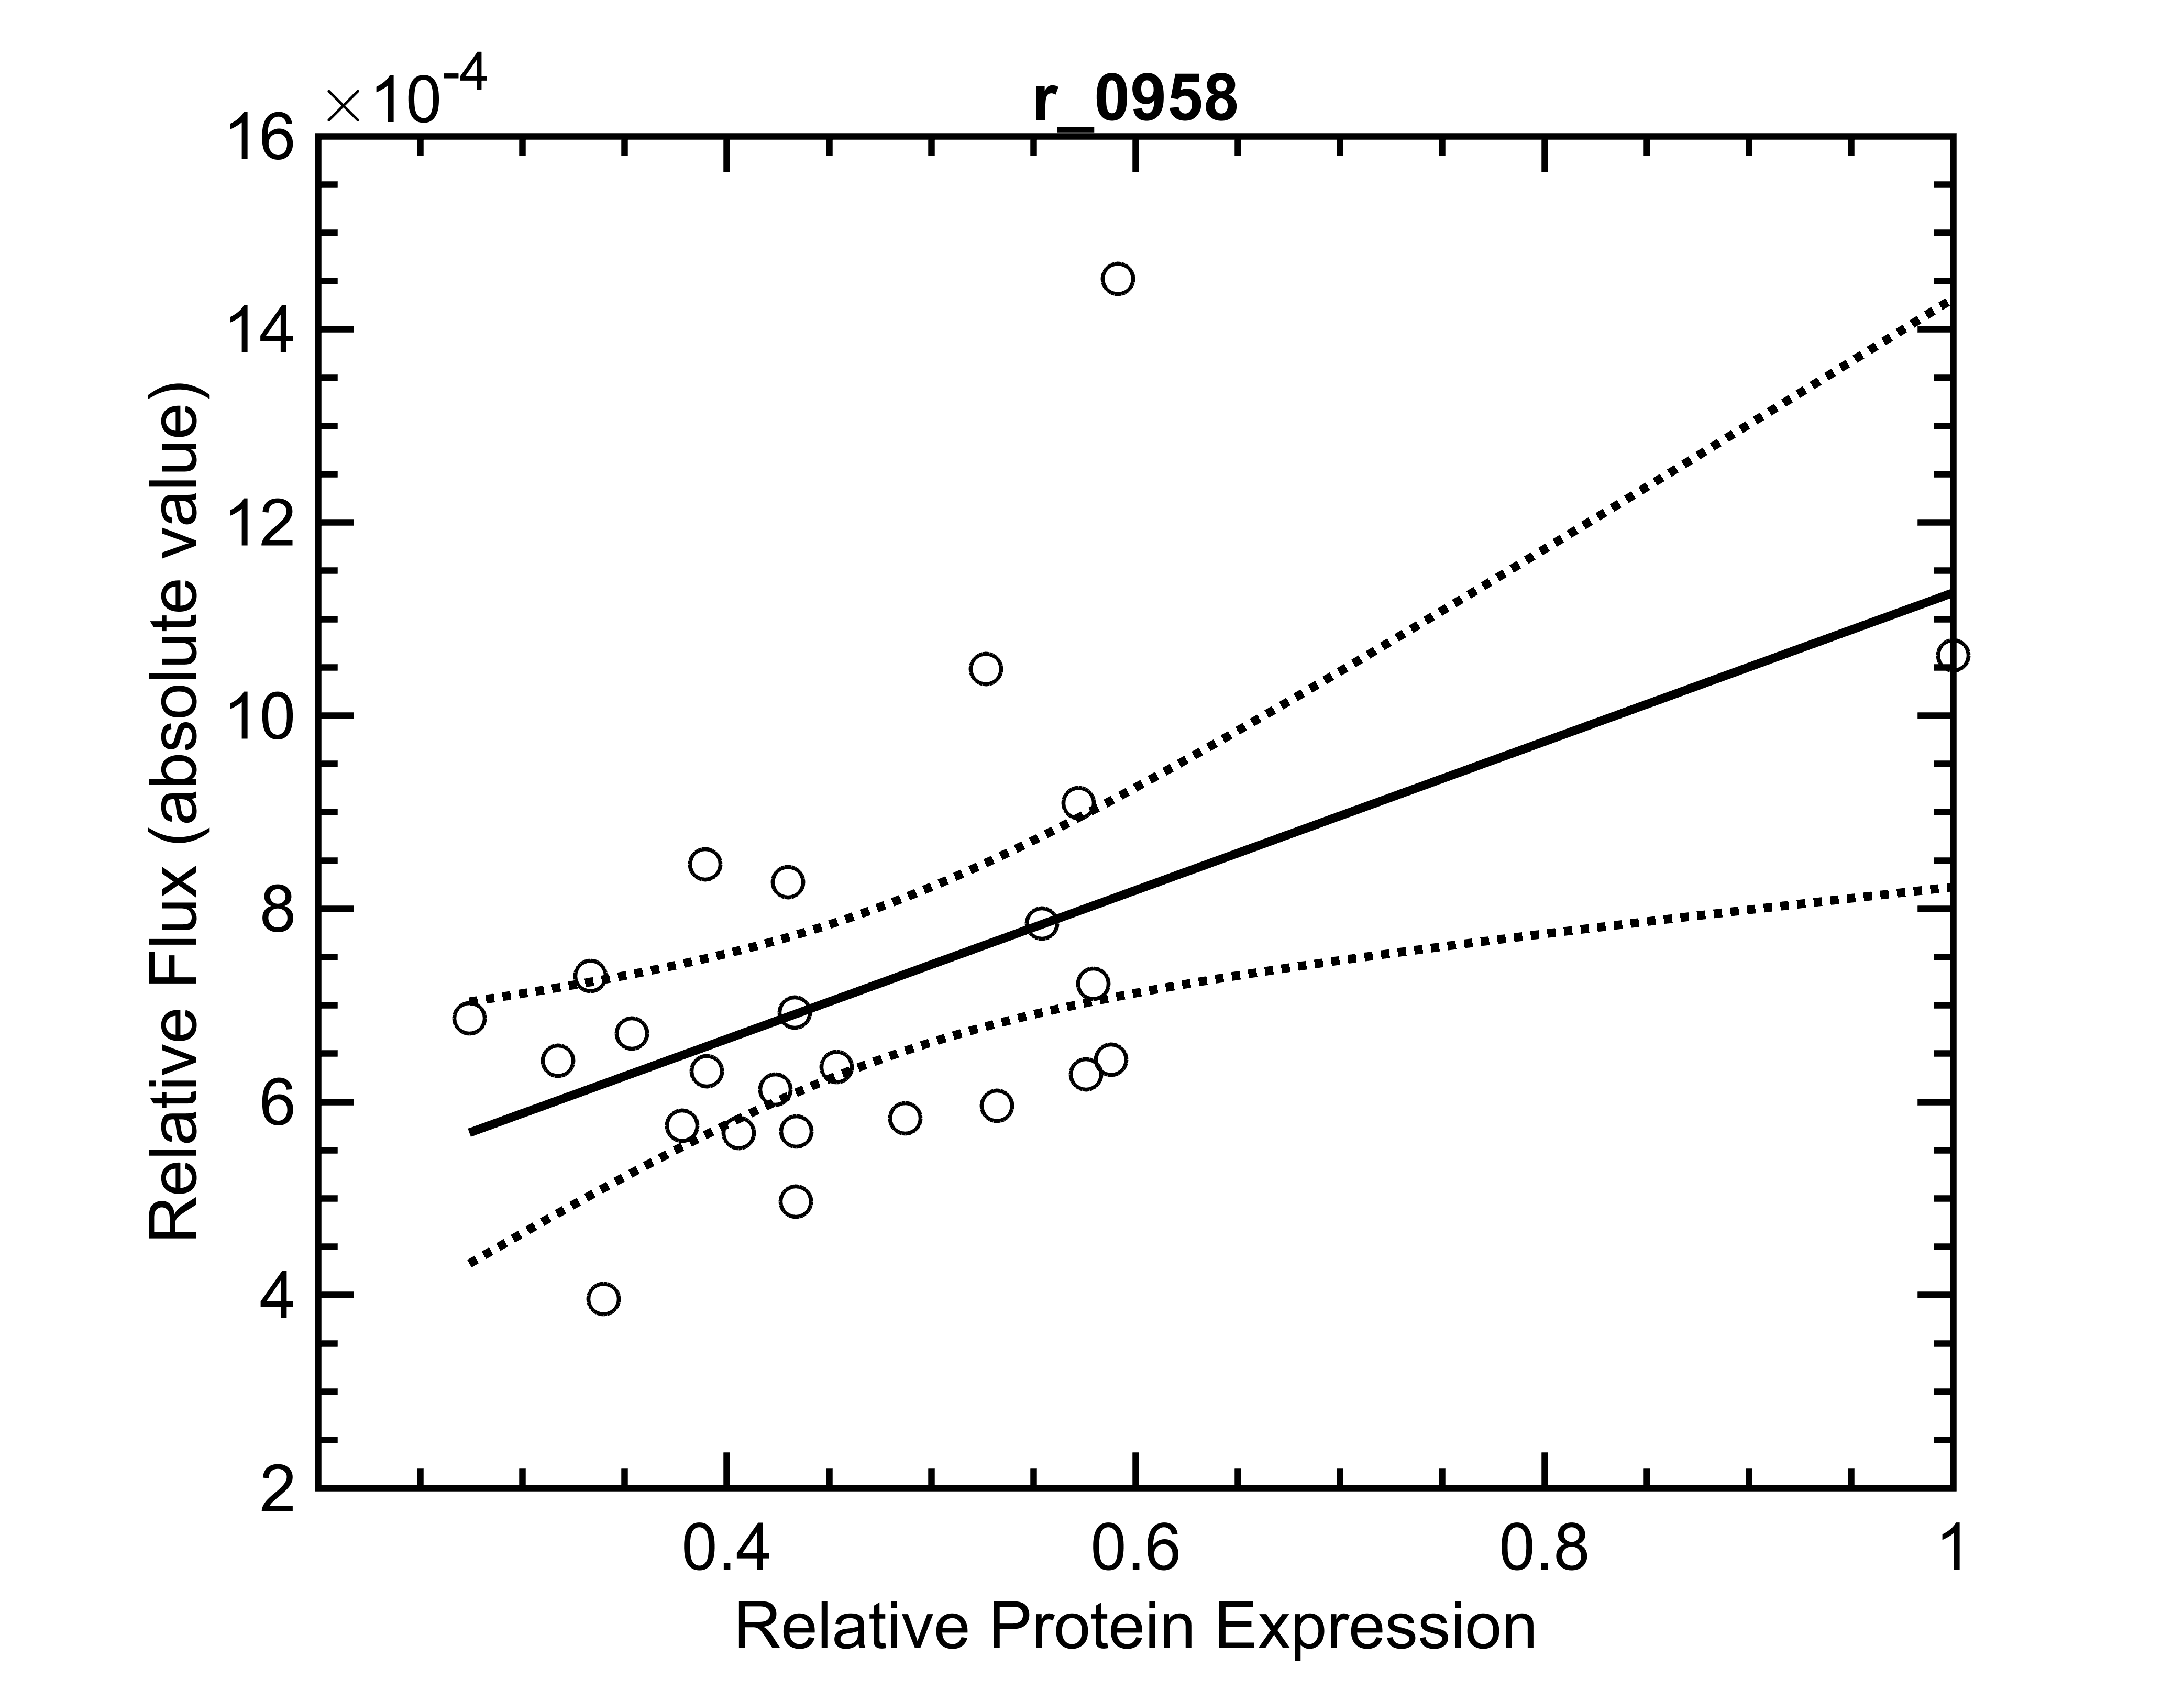 ×10-4
r_0958
16
14
12
10
8
6
4
2
Relative Flux (absolute value)
0.4 0.6 0.8 1
Relative Protein Expression